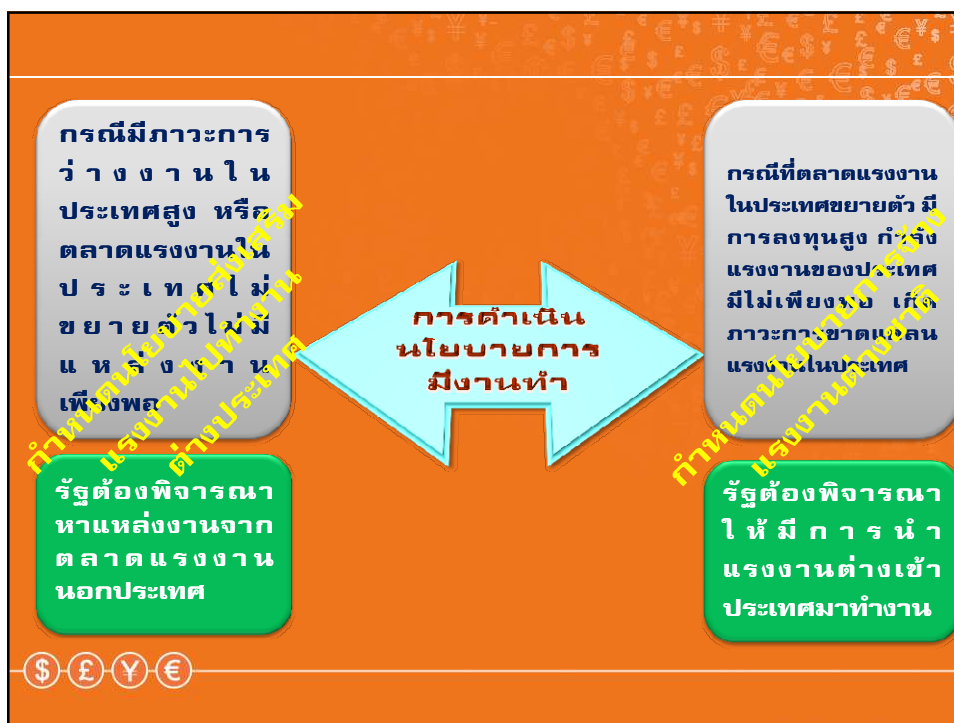 กรณีมีภาวะการ
ว่างงานใน
ประเทศสูง หรือ
ตลาดแรงงานใน
ประเทศไม่
ขยายตัวไม่มี
แหล่งงาน
เพียงพอ
กำหนดนโยบายส่งเสริม
แรงงานไปทำงาน
ต่างประเทศ
รัฐต้องพิจารณา
หาแหล่งงานจาก
ตลาดแรงงาน
นอกประเทศ
การดำเนิน
นโยบายการ
มีงานทำ
กรณีที่ตลาดแรงงาน
ในประเทศขยายตัว มี
การลงทุนสูง กำลัง
แรงงานของประเทศ
มีไม่เพียงพอ เกิด
ภาวะการขาดแคลน
แรงงานในประเทศ
กำหนดนโยบายการจ้าง
แรงงานต่างชาติ
รัฐต้องพิจารณา
ให้มีการนำ
แรงงานต่างเข้า
ประเทศมาทำงาน
$ £ ¥ €